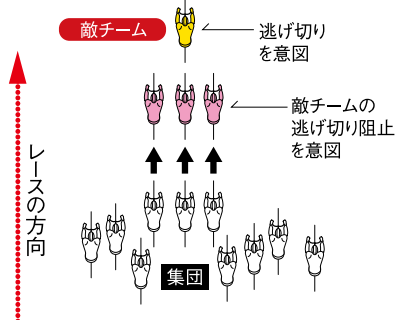 敵チーム
逃げ切り
を意図
敵チームの
逃げ切り阻止
を意図
レースの方向
集団